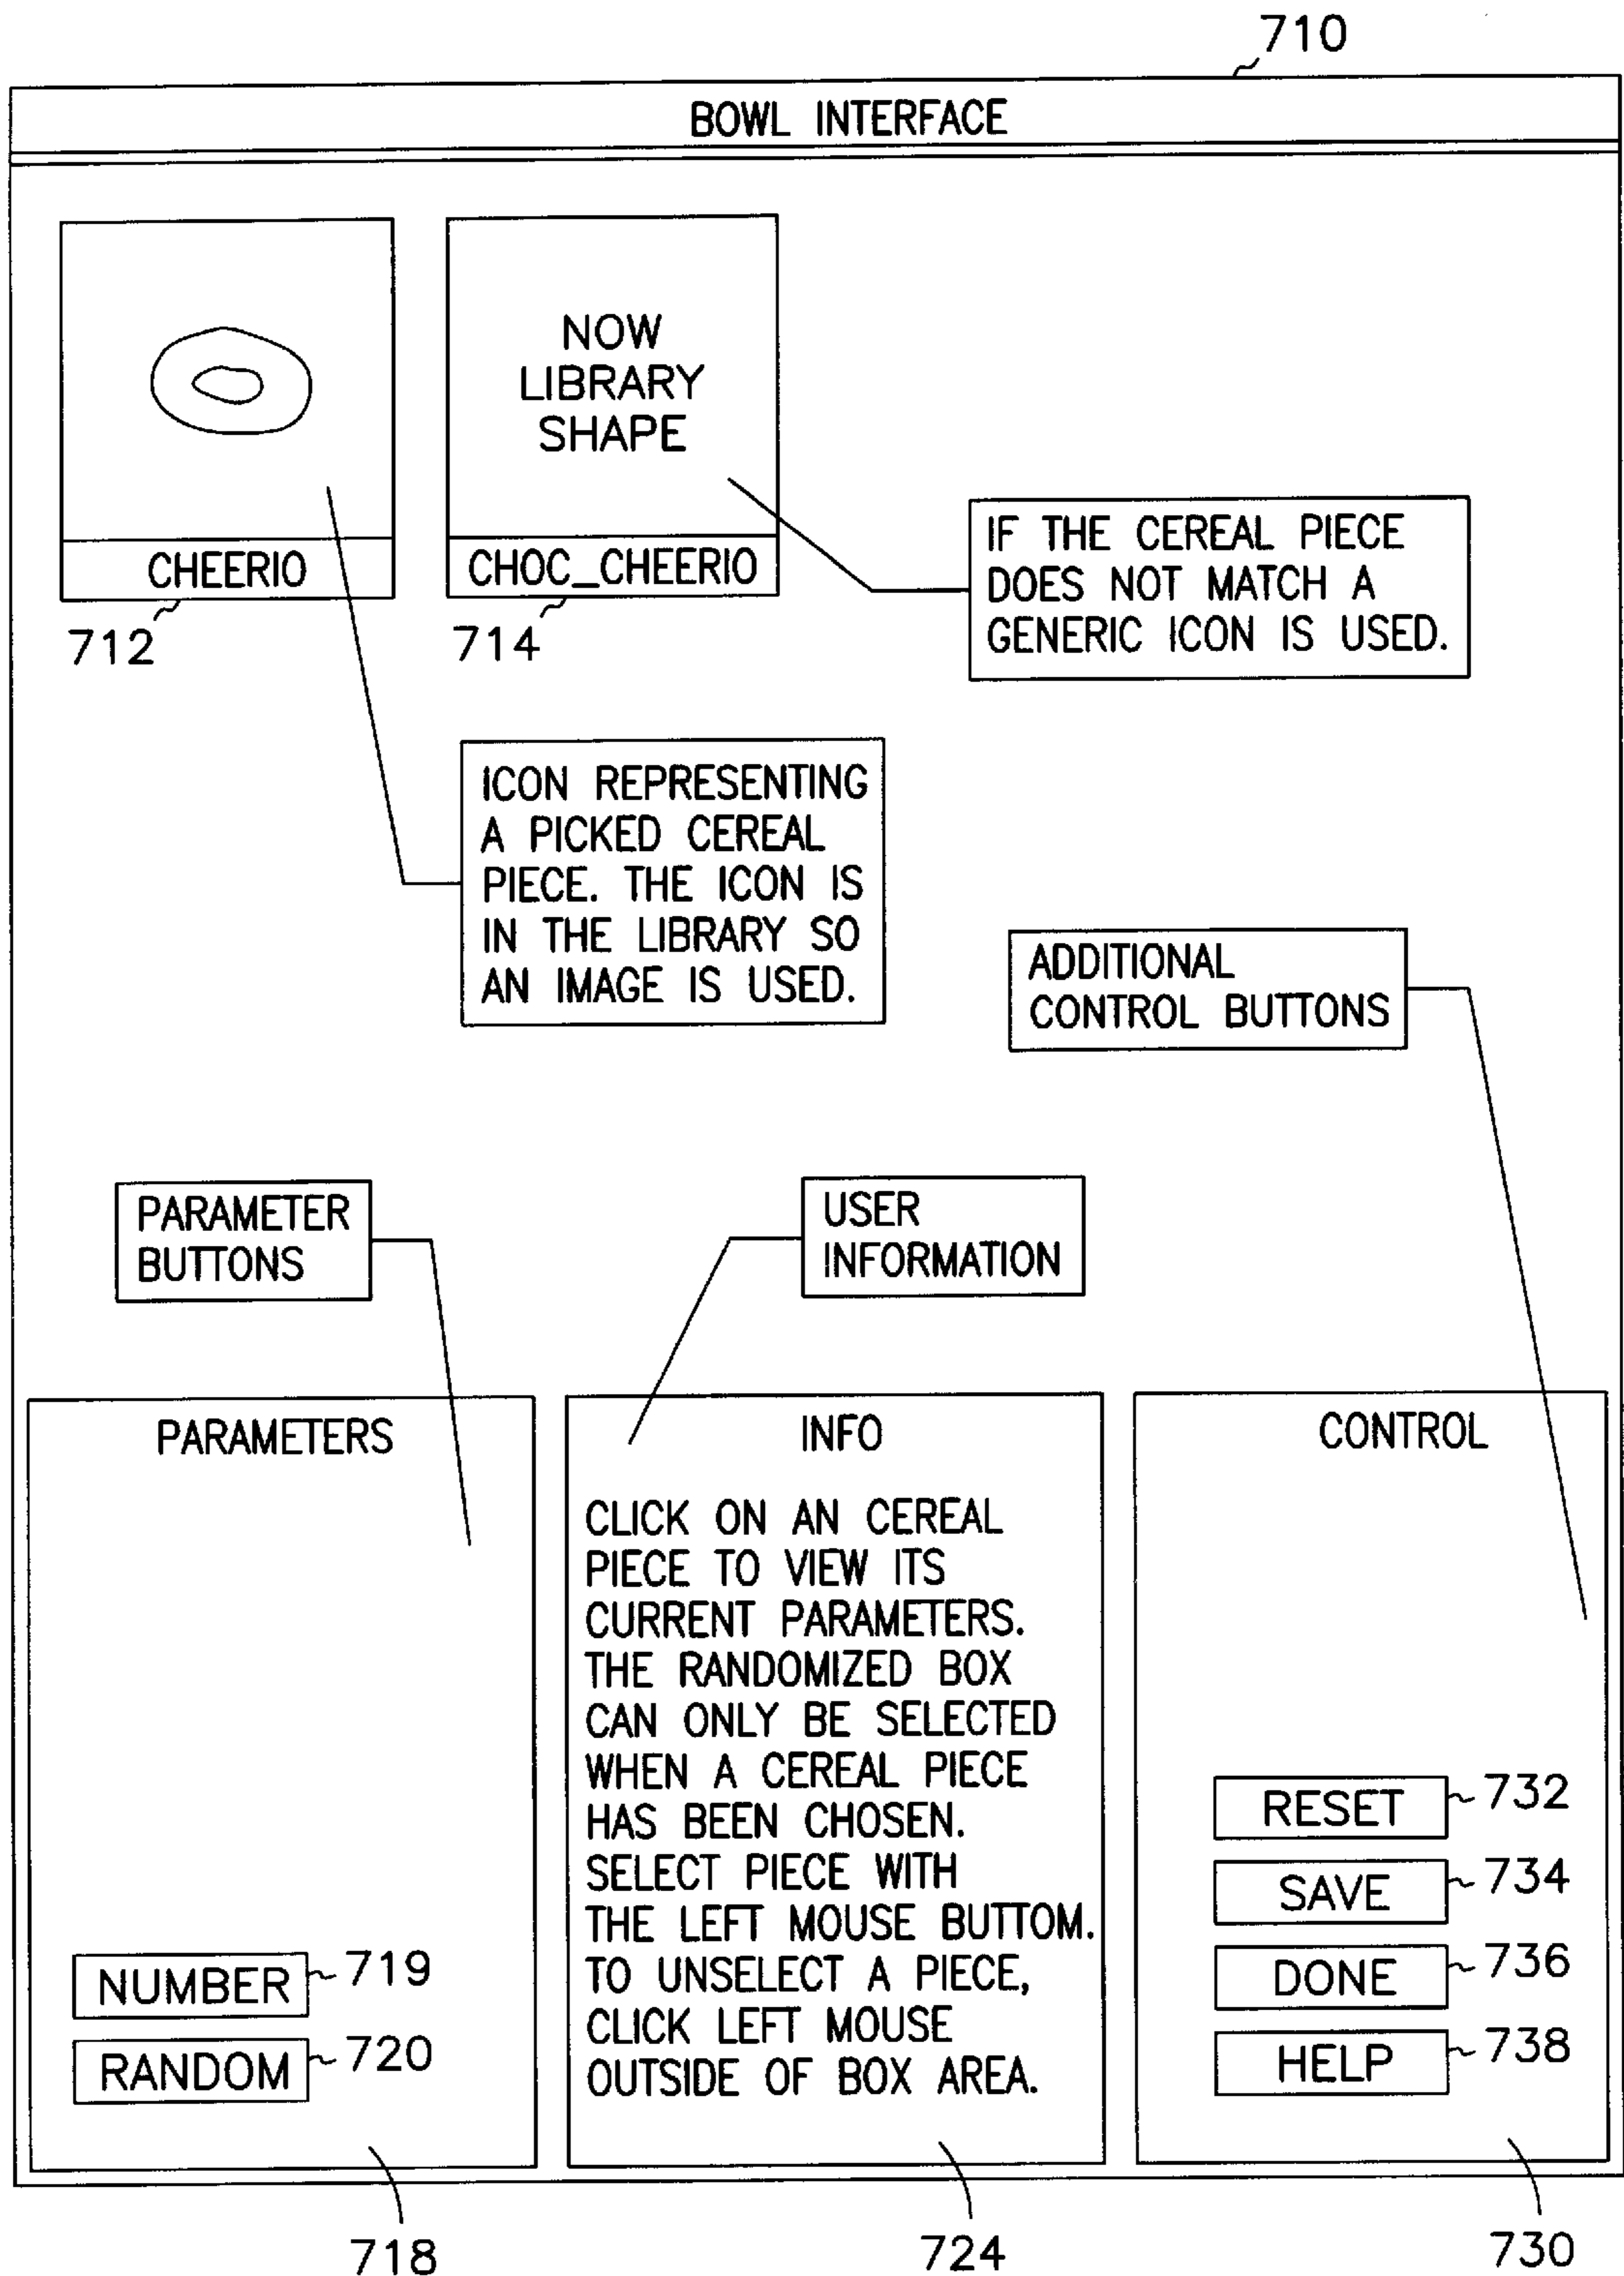 710
BOWL INTERFACE
NOW
LIBRARY
SHAPE
CHEERIO
CHOC_CHEERIO
712
714
IF THE CEREAL PIECE
DOES NOT MATCH A
GENERIC ICON IS USED.
ICON REPRESENTING
A PICKED CEREAL
PIECE. THE ICON IS
IN THE LIBRARY SO
AN IMAGE IS USED.
ADDITIONAL
CONTROL BUTTONS
PARAMETER
BUTTONS
USER
INFORMATION
PARAMETERS
NUMBER
719
RANDOM
720
INFO
CLICK ON AN CEREAL
PIECE TO VIEW ITS
CURRENT PARAMETERS.
THE RANDOMIZED BOX
CAN ONLY BE SELECTED
WHEN A CEREAL PIECE
HAS BEEN CHOSEN.
SELECT PIECE WITH
THE LEFT MOUSE BUTTOM.
TO UNSELECT A PIECE,
CLICK LEFT MOUSE
OUTSIDE OF BOX AREA.
CONTROL
RESET
732
SAVE
734
DONE
736
HELP
738
718
724
730